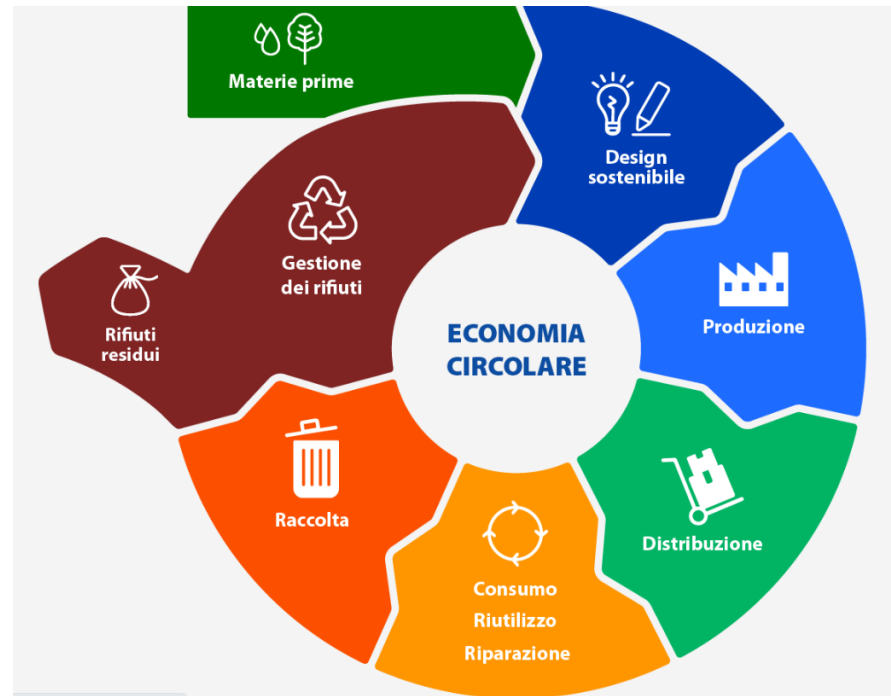 Materie prime
Design
sostenibile
Produzione
Distribuzione
Consumo
Riutilizzo
Riparazione
Raccolta
Gestione
dei rifiuti
Rifiuti
residui
ECONOMIA
CIRCOLARE